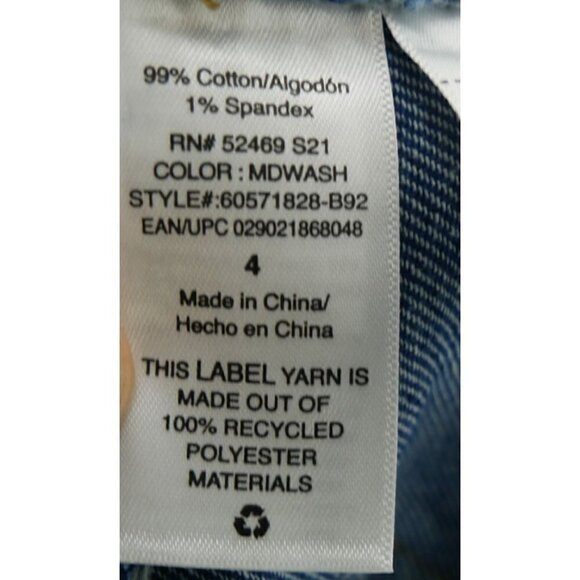 99% Cotton/Algodón
1% Spandex
RN# 52469 S21
COLOR : MDWASH
STYLE#:60571828-B92
EAN/UPC 029021868048
4
Made in China/
Hecho en China
THIS LABEL YARN IS
MADE OUT OF
100% RECYCLED
POLYESTER
MATERIALS